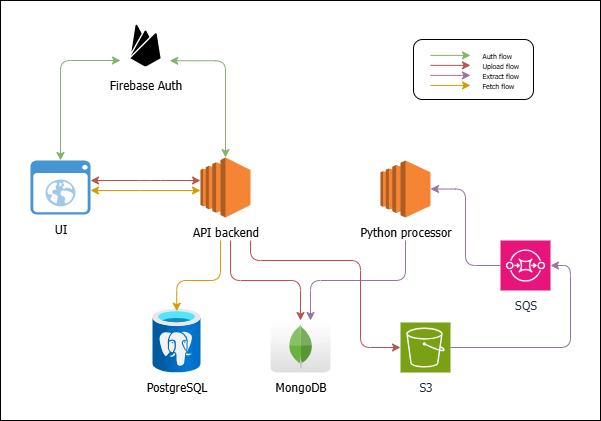 Auth flow
Upload flow
Extract flow
Fetch flow
Firebase Auth
UI
API backend
Python processor
SQS
PostgreSQL
MongoDB
S3